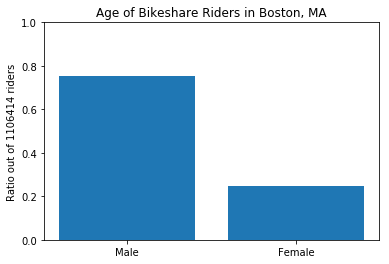 Age of Bikeshare Riders in Boston, MA
Ratio out of 1106414 riders
1.0
0.8
0.6
0.4
0.2
0.0
Male Female